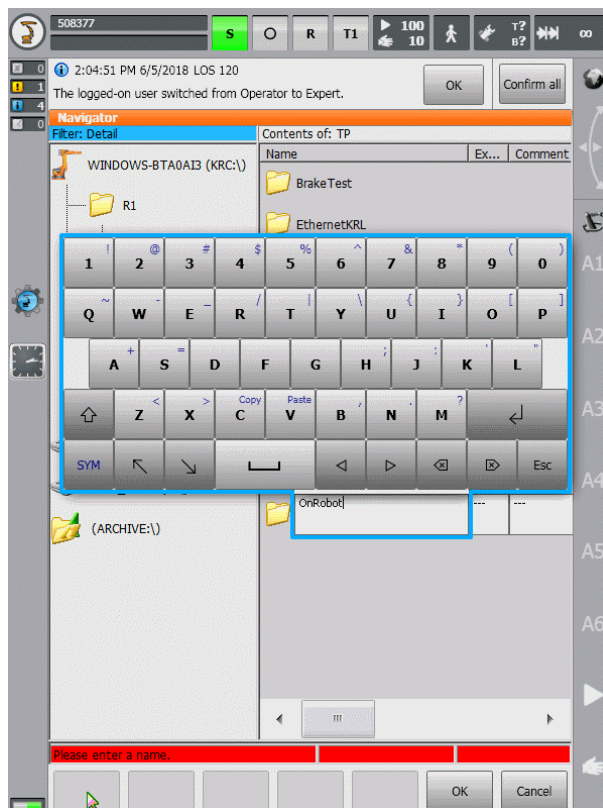 508377
S O R T1 100 10 T? B? ∞
0
1
4
0
2:04:51 PM 6/5/2018 LOS 120
The logged-on user switched from Operator to Expert.
OK Confirm all
Navigator
Filter: Detail Contents of: TP
Name Ex... Comment
WINDOWS-BTA0AI3 (KRC:\)
BrakeTest
R1
EthernetKRL
! @ # $ % ^ & * ( )
1 2 3 4 5 6 7 8 9 0
~ - _ / | \ { } [ ]
Q W E R T Y U I O P
+ = ; : ' "
A S D F G H J K L
< > Copy Paste , . ?
Z X C V B N M
SYM Esc
OnRobot --- ---
(ARCHIVE:\)
A1
A2
A3
A4
A5
A6
Please enter a name.
OK Cancel